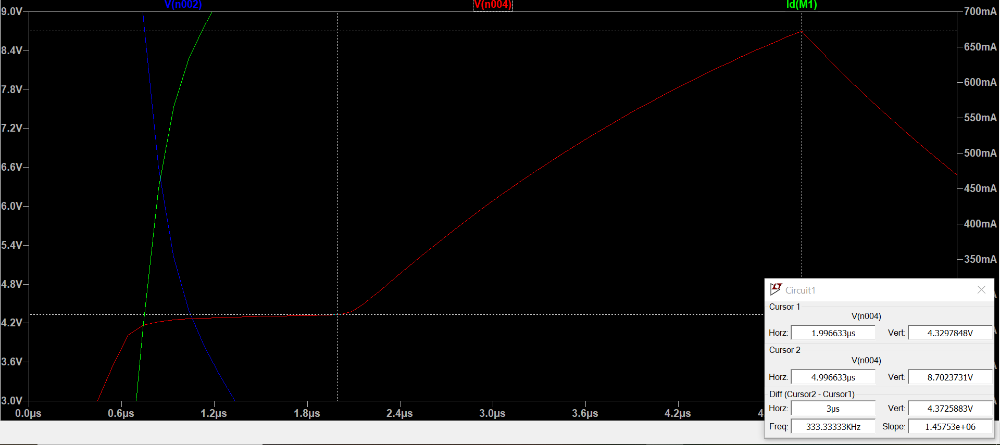 V(n002) V(n004) Id(M1)
9.0V 700mA
8.4V 650mA
7.8V 600mA
7.2V 550mA
6.6V 500mA
6.0V 450mA
5.4V 400mA
4.8V 350mA
4.2V
3.6V
3.0V
0.0µs 0.6µs 1.2µs 1.8µs 2.4µs 3.0µs 3.6µs 4.2µs
Circuit1
Cursor 1
V(n004)
Horz: 1.996633µs Vert: 4.3297848V
Cursor 2
V(n004)
Horz: 4.996633µs Vert: 8.7023731V
Diff (Cursor2 - Cursor1)
Horz: 3µs Vert: 4.3725883V
Freq: 333.33333KHz Slope: 1.45753e+06